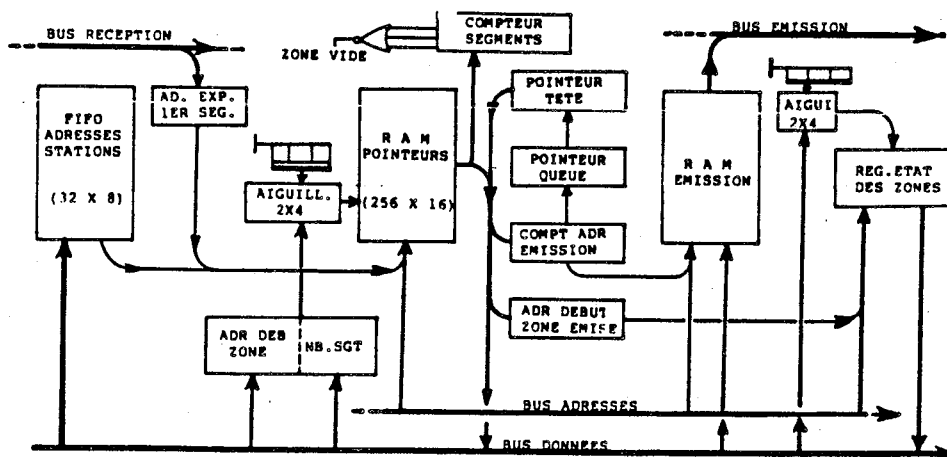 BUS RECEPTION
ZONE VIDE
COMPTEUR
SEGMENTS
BUS EMISSION
FIFO
ADRESSES
STATIONS
(32 X 8)
AD. EXP.
1ER SEG.
AIGUILL.
2X4
R A M
POINTEURS
(256 X 16)
POINTEUR
TETE
POINTEUR
QUEUE
COMPT ADR
EMISSION
ADR DEBUT
ZONE EMISE
R A M
EMISSION
AIGUI
2X4
REG.ETAT
DES ZONES
ADR DEB
ZONE
NB.SGT
BUS ADRESSES
BUS DONNEES